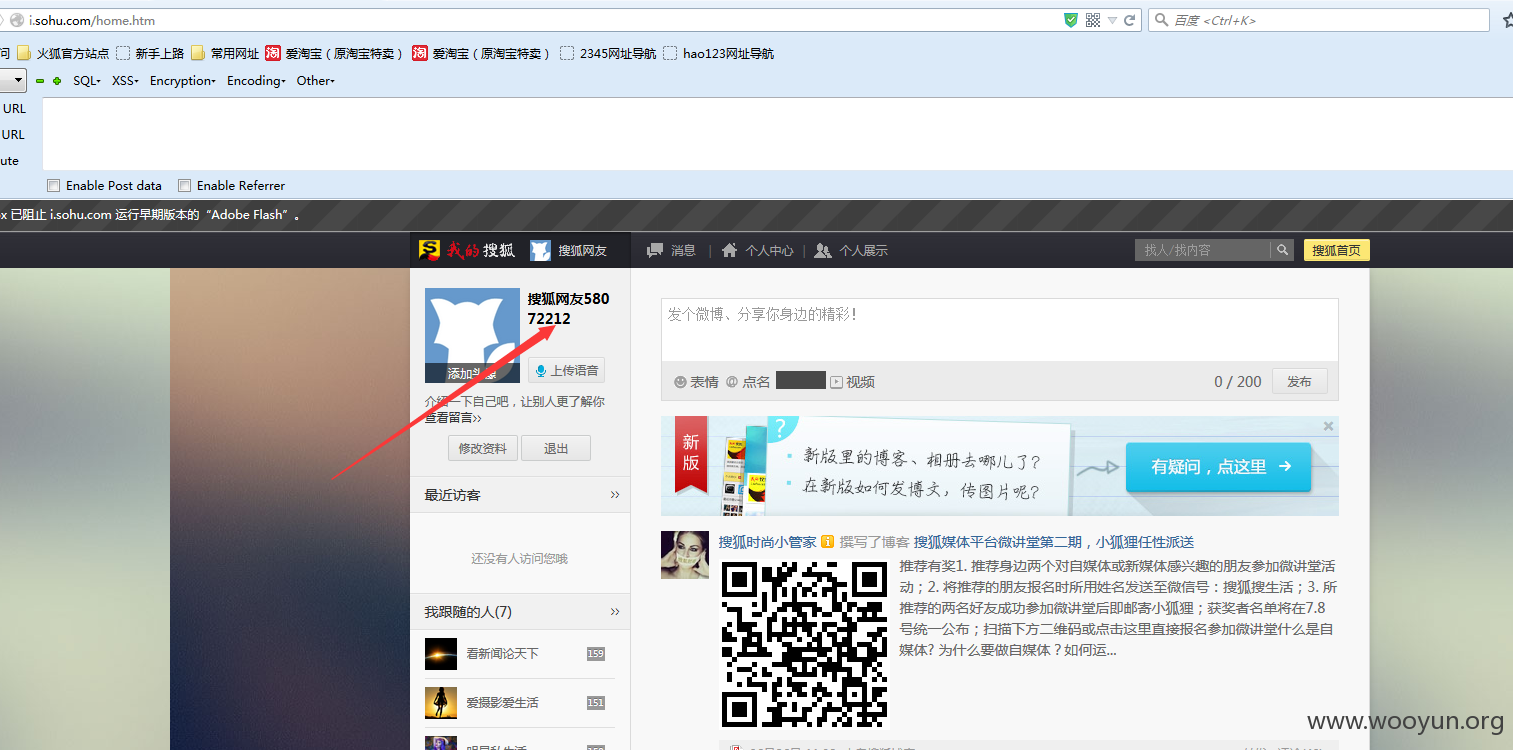 i.sohu.com/home.htm
百度 <Ctrl+K>
问 火狐官方站点 新手上路 常用网址 爱淘宝（原淘宝特卖） 爱淘宝（原淘宝特卖） 2345网址导航 hao123网址导航
SQL XSS Encryption Encoding Other
URL
URL
ute
Enable Post data Enable Referrer
x 已阻止 i.sohu.com 运行早期版本的“Adobe Flash”。
我的搜狐 搜狐网友 消息 | 个人中心 | 个人展示 找人/找内容 搜狐首页
搜狐网友580
72212
添加头像
上传语音
介绍一下自己吧，让别人更了解你
查看留言>>
修改资料 退出
最近访客 >>
还没有人访问您哦
我跟随的人(7) >>
看新闻论天下 159
爱摄影爱生活 151
发个微博、分享你身边的精彩！
表情 @ 点名 视频 0 / 200 发布
新版
?
新版里的博客、相册去哪儿了？
在新版如何发博文，传图片呢？
有疑问，点这里 →
搜狐时尚小管家 撰写了博客 搜狐媒体平台微讲堂第二期，小狐狸任性派送
推荐有奖1. 推荐身边两个对自媒体或新媒体感兴趣的朋友参加微讲堂活
动；2. 将推荐的朋友报名时所用姓名发送至微信号：搜狐搜生活；3. 所
推荐的两名好友成功参加微讲堂后即邮寄小狐狸；获奖者名单将在7.8
号统一公布；扫描下方二维码或点击这里直接报名参加微讲堂什么是自
媒体? 为什么要做自媒体？如何运...
www.wooyun.org